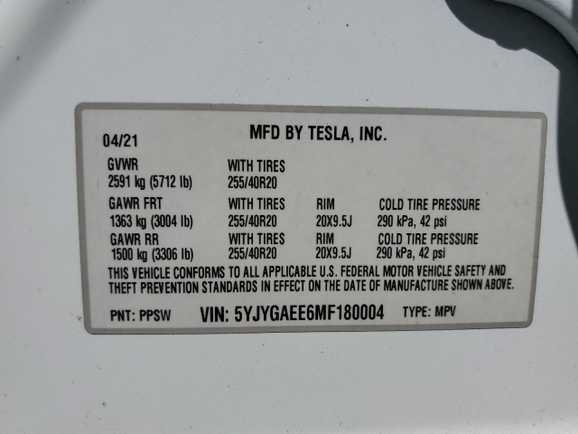 04/21 MFD BY TESLA, INC.
GVWR WITH TIRES
2591 kg (5712 lb) 255/40R20
GAWR FRT WITH TIRES RIM COLD TIRE PRESSURE
1363 kg (3004 lb) 255/40R20 20X9.5J 290 kPa, 42 psi
GAWR RR WITH TIRES RIM COLD TIRE PRESSURE
1500 kg (3306 lb) 255/40R20 20X9.5J 290 kPa, 42 psi
THIS VEHICLE CONFORMS TO ALL APPLICABLE U.S. FEDERAL MOTOR VEHICLE SAFETY AND
THEFT PREVENTION STANDARDS IN EFFECT ON THE DATE OF MANUFACTURE SHOWN ABOVE.
PNT: PPSW VIN: 5YJYGAEE6MF180004 TYPE: MPV